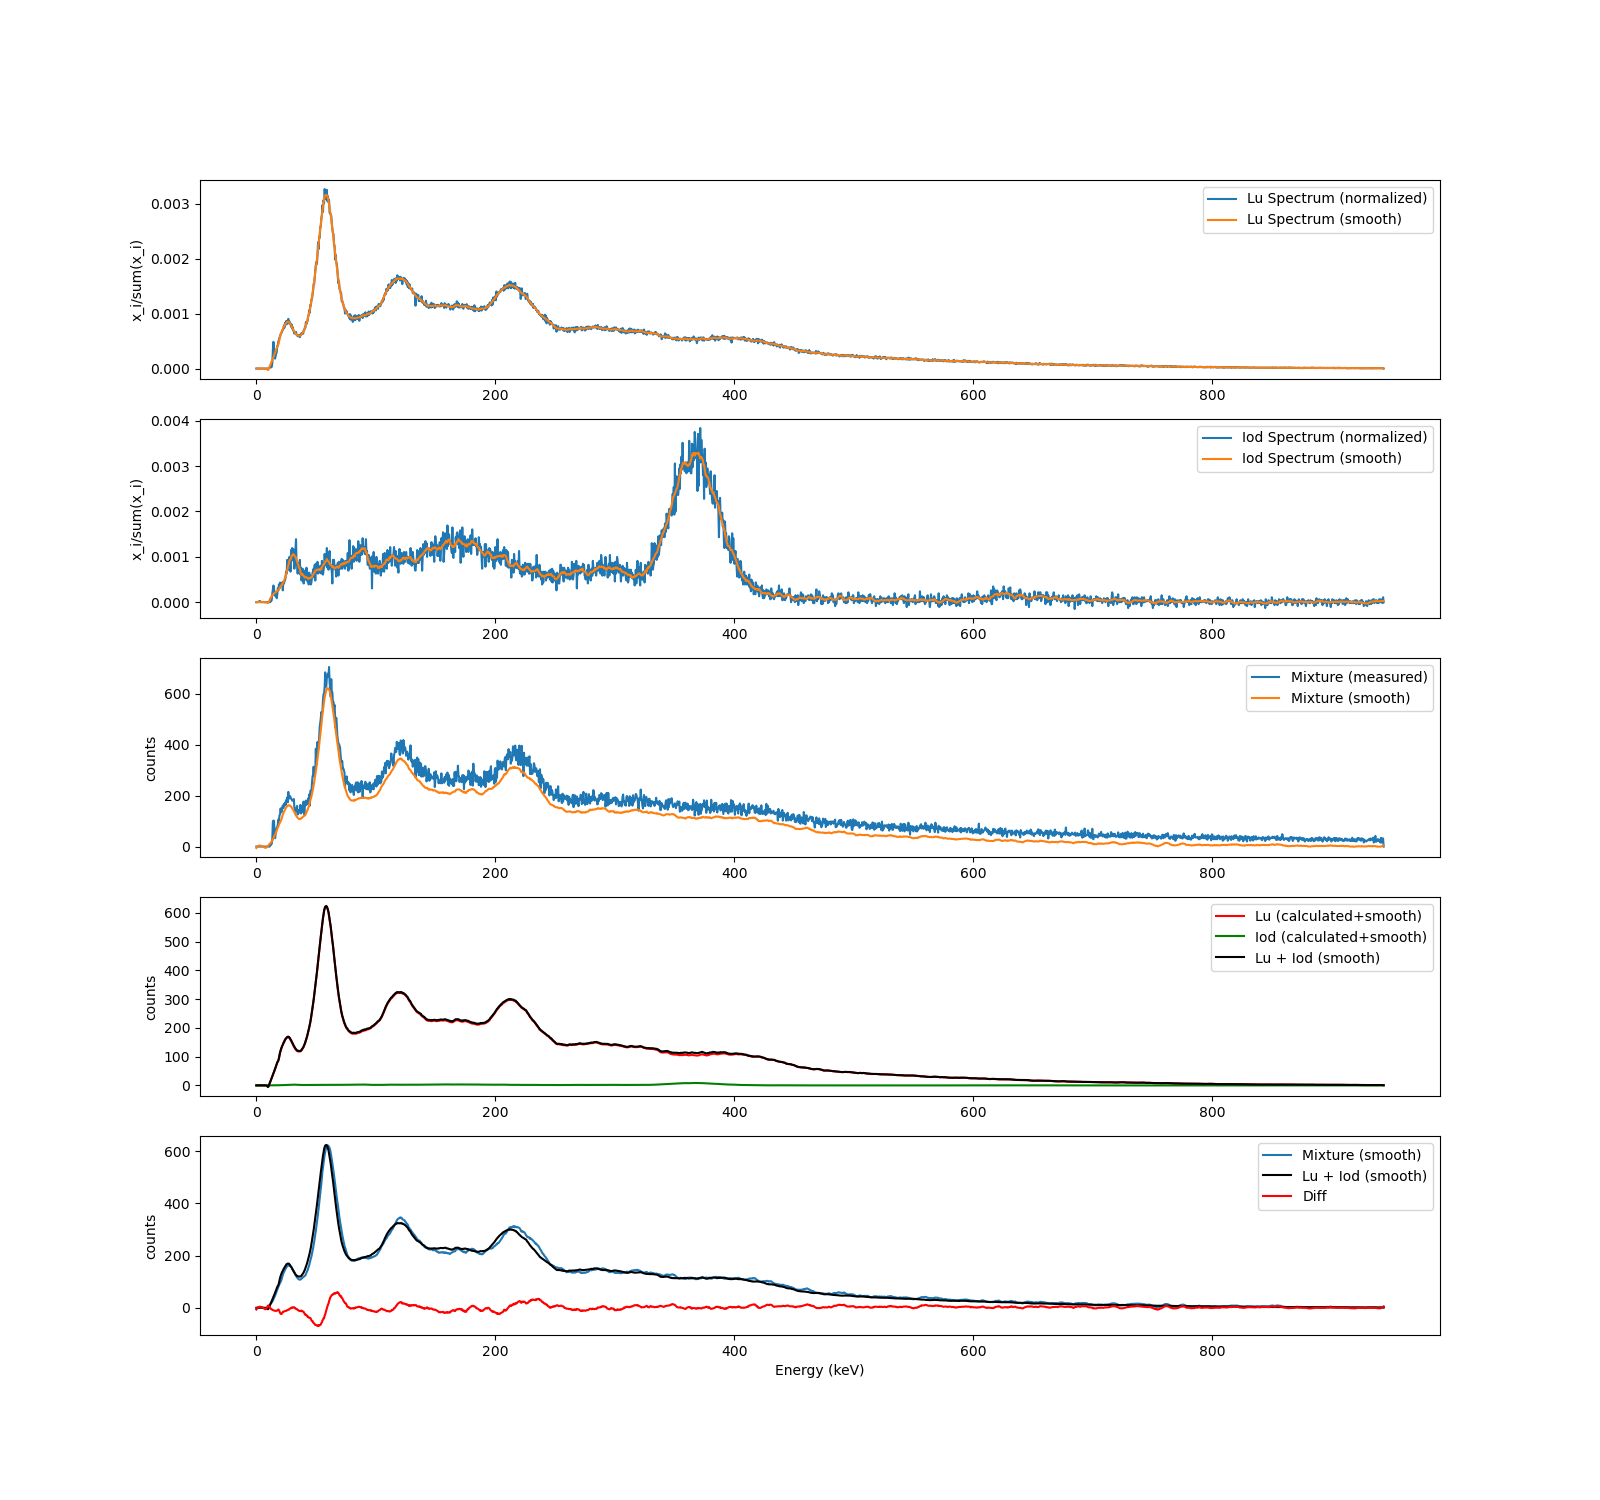 x_i/sum(x_i)
0.003
0.002
0.001
0.000
Lu Spectrum (normalized)
Lu Spectrum (smooth)
0 200 400 600 800
x_i/sum(x_i)
0.004
0.003
0.002
0.001
0.000
Iod Spectrum (normalized)
Iod Spectrum (smooth)
0 200 400 600 800
counts
600
400
200
0
Mixture (measured)
Mixture (smooth)
0 200 400 600 800
counts
600
500
400
300
200
100
0
Lu (calculated+smooth)
Iod (calculated+smooth)
Lu + Iod (smooth)
0 200 400 600 800
counts
600
400
200
0
Mixture (smooth)
Lu + Iod (smooth)
Diff
0 200 400 600 800
Energy (keV)